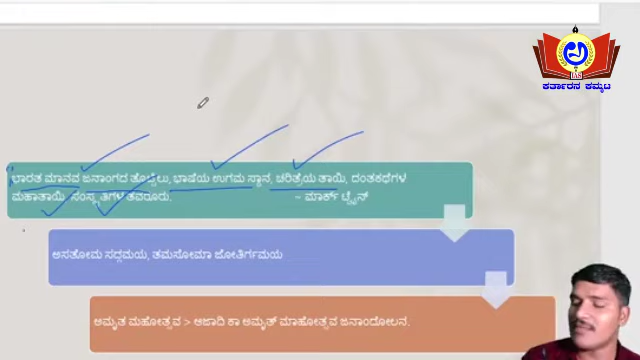 ಕರ್ತಾರನ ಕಮ್ಮಟ
"ಭಾರತ ಮಾನವ ಜನಾಂಗದ ತೊಟ್ಟಿಲು, ಭಾಷೆಯ ಉಗಮ ಸ್ಥಾನ, ಚರಿತ್ರೆಯ ತಾಯಿ, ದಂತಕಥೆಗಳ
ಮಹಾತಾಯಿ, ಸಂಸ್ಕೃತಿಗಳ ತವರೂರು. ~ ಮಾರ್ಕ್ ಟ್ವೈನ್
ಅಸತೋಮ ಸದ್ಗಮಯ, ತಮಸೋಮಾ ಜೋತಿರ್ಗಮಯ
ಅಮೃತ ಮಹೋತ್ಸವ > ಆಜಾದಿ ಕಾ ಅಮೃತ್ ಮಾಹೋತ್ಸವ ಜನಾಂದೋಲನ.